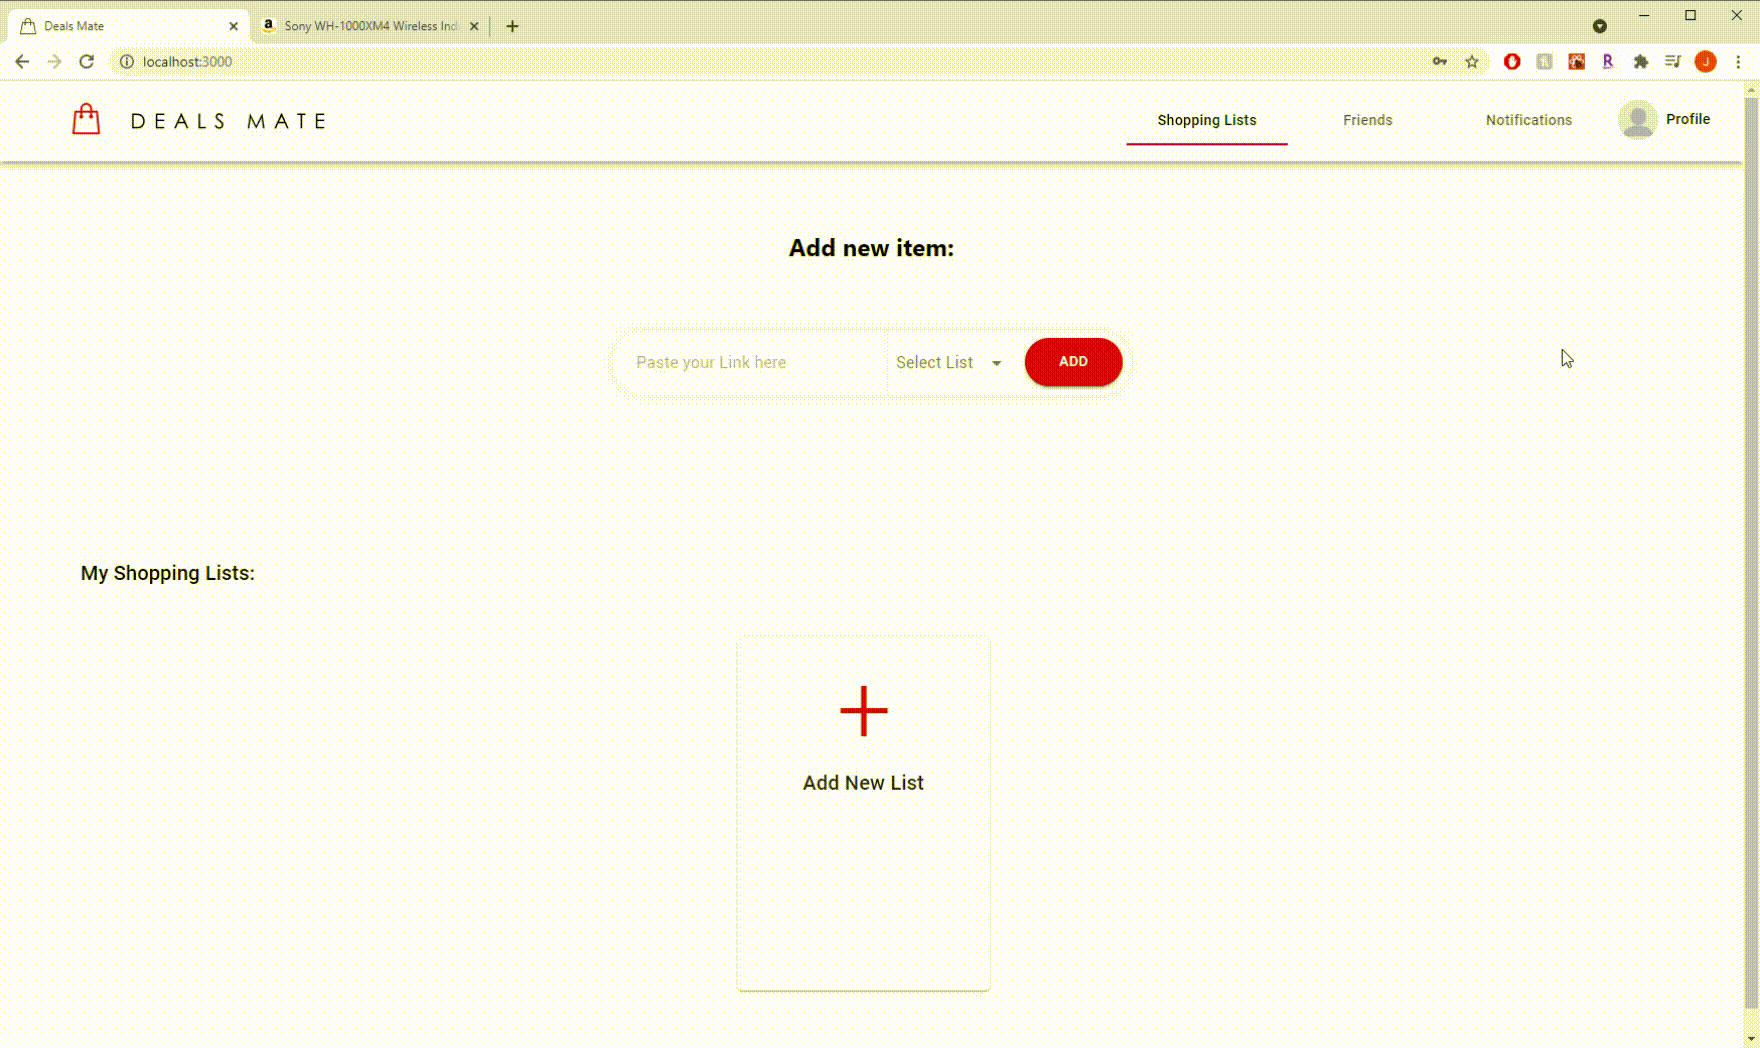 Deals Mate
Sony WH-1000XM4 Wireless Ind
localhost:3000
R
J
DEALS MATE
Shopping Lists
Friends
Notifications
Profile
Add new item:
Paste your Link here
Select List
ADD
My Shopping Lists:
Add New List